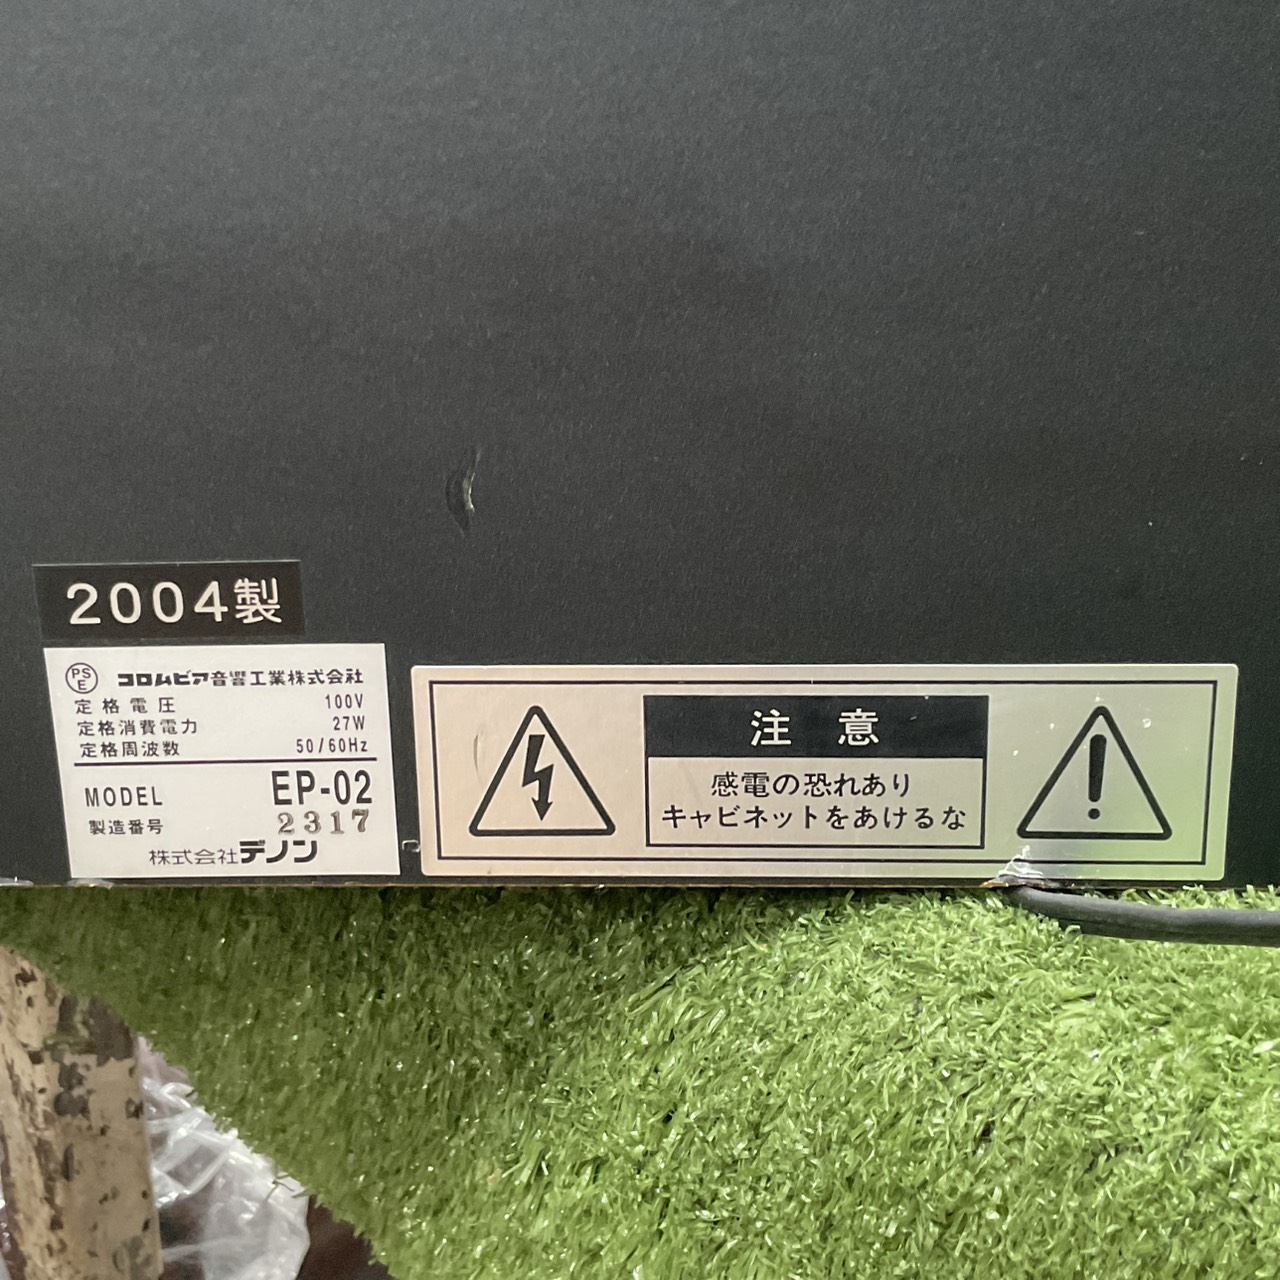 2004製
PSE コロムビア音響工業株式会社
定格電圧 100V
定格消費電力 27W
定格周波数 50/60Hz
MODEL EP-02
製造番号 2317
株式会社デノン
注意
感電の恐れあり
キャビネットをあけるな